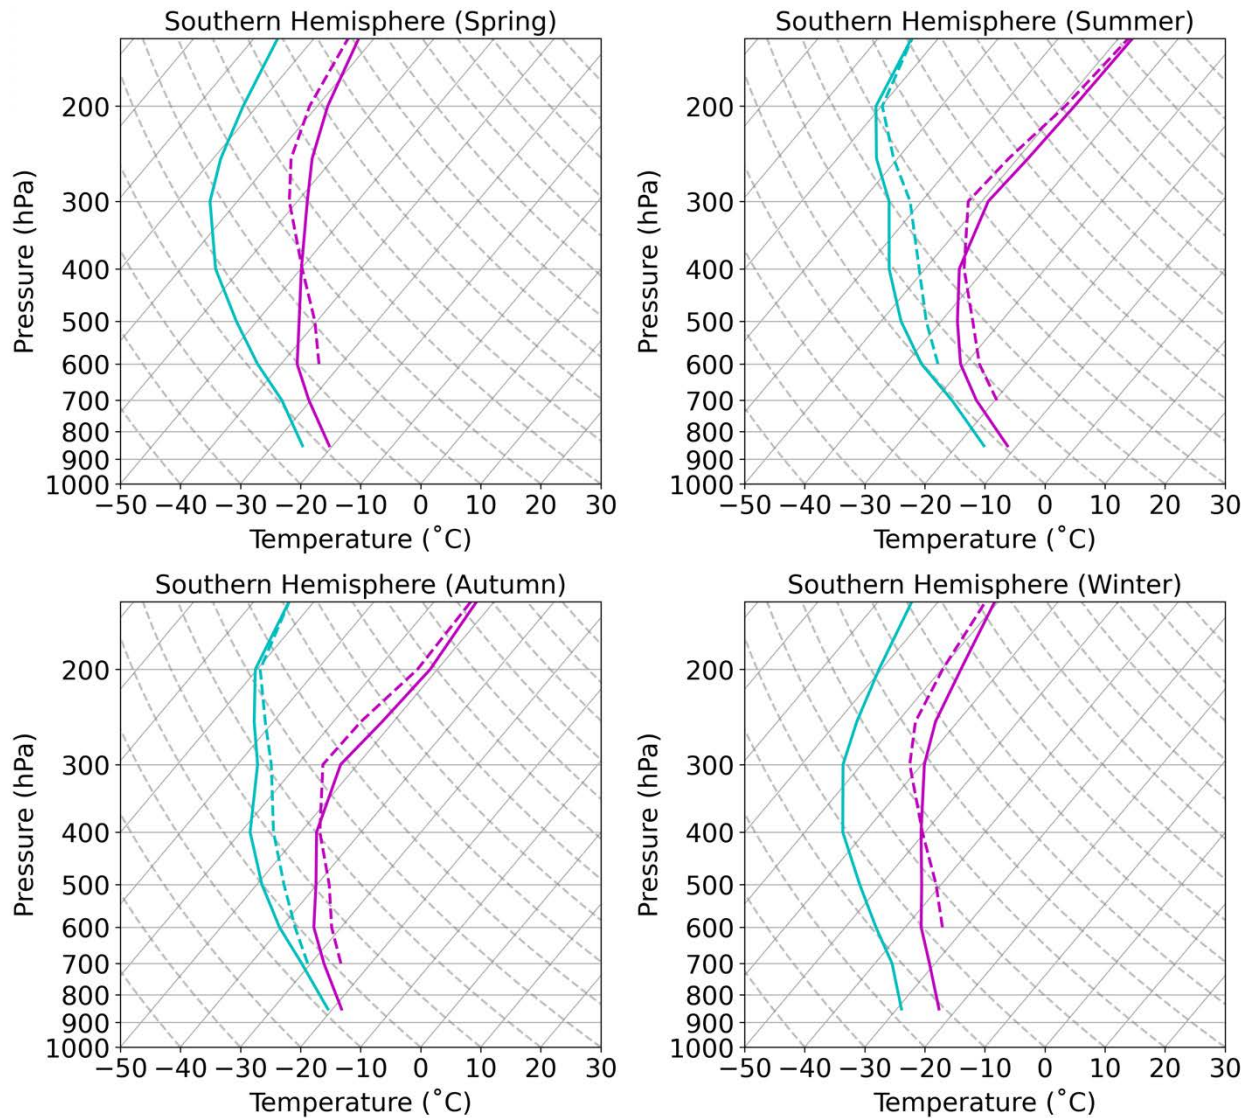 Southern Hemisphere (Spring)
Pressure (hPa)
200
300
400
500
600
700
800
900
1000
−50 −40 −30 −20 −10 0 10 20 30
Temperature (˚C)
Southern Hemisphere (Summer)
Pressure (hPa)
200
300
400
500
600
700
800
900
1000
−50 −40 −30 −20 −10 0 10 20 30
Temperature (˚C)
Southern Hemisphere (Autumn)
Pressure (hPa)
200
300
400
500
600
700
800
900
1000
−50 −40 −30 −20 −10 0 10 20 30
Temperature (˚C)
Southern Hemisphere (Winter)
Pressure (hPa)
200
300
400
500
600
700
800
900
1000
−50 −40 −30 −20 −10 0 10 20 30
Temperature (˚C)